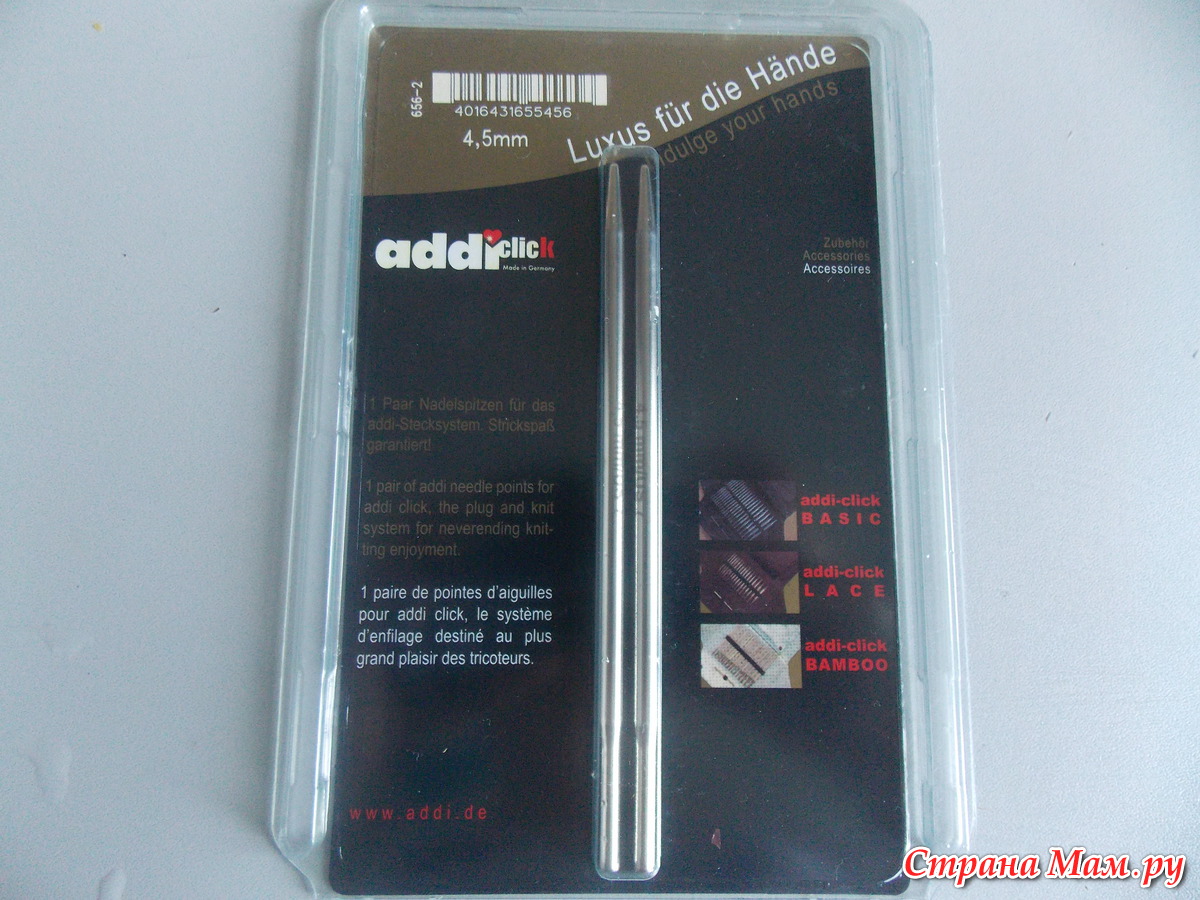 656-2
4016431655456
4,5mm
Luxus für die Hände
indulge your hands
addi click
Made in Germany
Zubehör
Accessories
Accessoires
1 Paar Nadelspitzen für das
addi-Stecksystem. Strickspaß
garantiert!
1 pair of addi needle points for
addi click, the plug and knit
system for neverending knit-
ting enjoyment.
1 paire de pointes d'aiguilles
pour addi click, le système
d'enfilage destiné au plus
grand plaisir des tricoteurs.
addi-click
BASIC
addi-click
LACE
addi-click
BAMBOO
www.addi.de
Страна Мам.ру